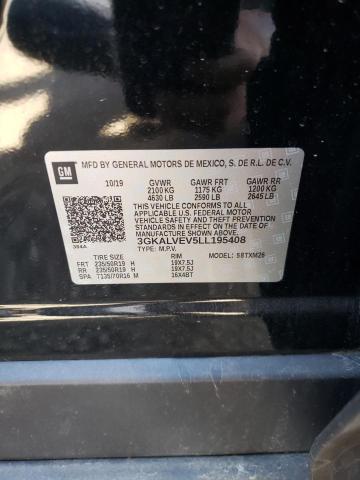 GM
MFD BY GENERAL MOTORS DE MEXICO, S. DE R.L. DE C.V.
10/19 GVWR GAWR FRT GAWR RR
2100 KG 1175 KG 1200 KG
4630 LB 2590 LB 2645 LB
THIS VEHICLE CONFORMS TO ALL
APPLICABLE U.S. FEDERAL MOTOR
VEHICLE SAFETY AND THEFT PREVENTION
STANDARDS IN EFFECT ON THE DATE OF
MANUFACTURE SHOWN ABOVE.
3GKALVEV5LL195408
TYPE: M.P.V. MODEL: SBTXM26
TIRE SIZE RIM
FRT 235/50R19 H 19X7.5J
RR 235/50R19 H 19X7.5J
SPA T135/70R16 M 16X4BT